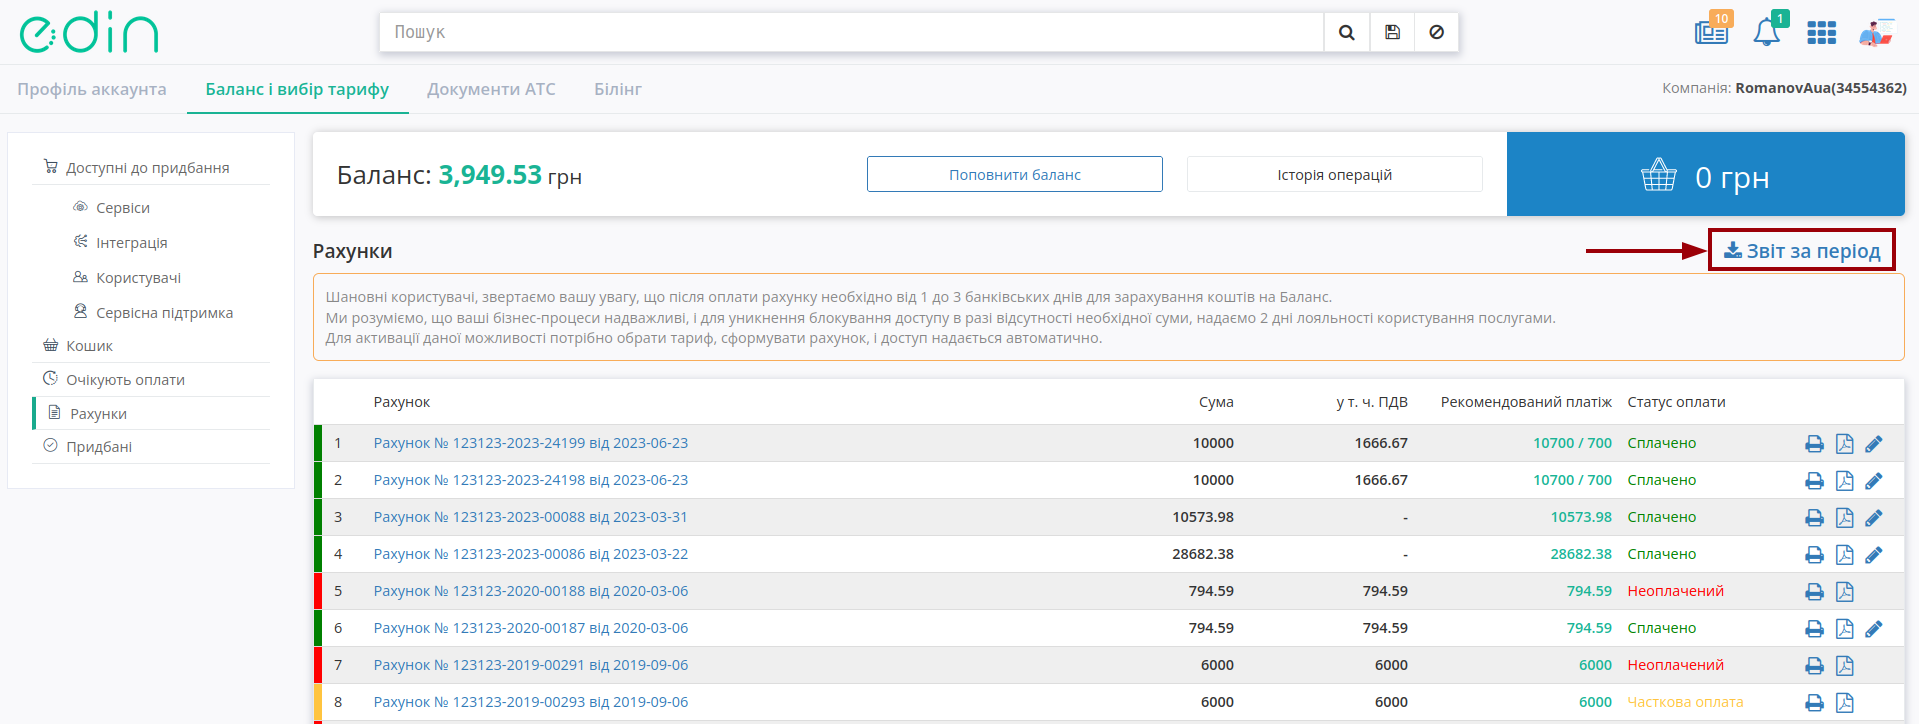 edin
Пошук
10
1
Профіль аккаунта
Баланс і вибір тарифу
Документи АТС
Білінг
Компанія: RomanovAua(34554362)
Доступні до придбання
Сервіси
Інтеграція
Користувачі
Сервісна підтримка
Кошик
Очікують оплати
Рахунки
Придбані
Баланс: 3,949.53 грн
Поповнити баланс
Історія операцій
0 грн
Рахунки
Звіт за період
Шановні користувачі, звертаємо вашу увагу, що після оплати рахунку необхідно від 1 до 3 банківських днів для зарахування коштів на Баланс.
Ми розуміємо, що ваші бізнес-процеси надважливі, і для уникнення блокування доступу в разі відсутності необхідної суми, надаємо 2 дні лояльності користування послугами.
Для активації даної можливості потрібно обрати тариф, сформувати рахунок, і доступ надається автоматично.
Рахунок Сума у т. ч. ПДВ Рекомендований платіж Статус оплати
1 Рахунок № 123123-2023-24199 від 2023-06-23 10000 1666.67 10700 / 700 Сплачено
2 Рахунок № 123123-2023-24198 від 2023-06-23 10000 1666.67 10700 / 700 Сплачено
3 Рахунок № 123123-2023-00088 від 2023-03-31 10573.98 - 10573.98 Сплачено
4 Рахунок № 123123-2023-00086 від 2023-03-22 28682.38 - 28682.38 Сплачено
5 Рахунок № 123123-2020-00188 від 2020-03-06 794.59 794.59 794.59 Неоплачений
6 Рахунок № 123123-2020-00187 від 2020-03-06 794.59 794.59 794.59 Сплачено
7 Рахунок № 123123-2019-00291 від 2019-09-06 6000 6000 6000 Неоплачений
8 Рахунок № 123123-2019-00293 від 2019-09-06 6000 6000 6000 Часткова оплата